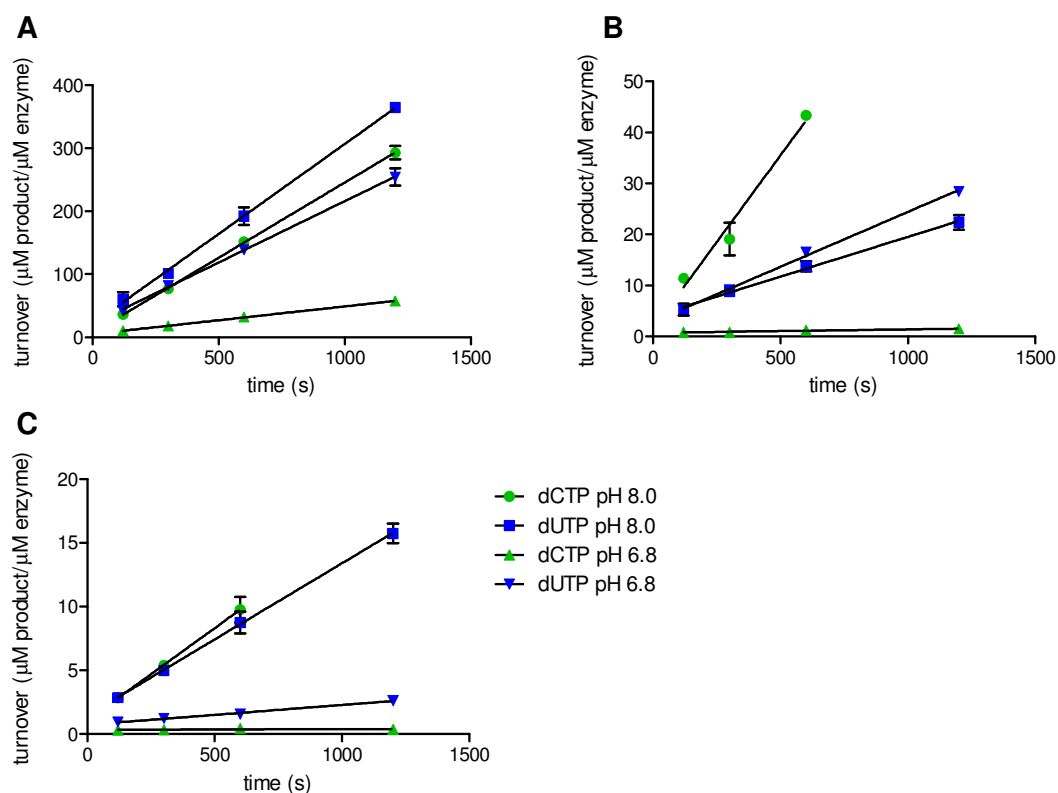 A
turnover (µM product/µM enzyme)
400
300
200
100
0
0 500 1000 1500
time (s)
B
turnover (µM product/µM enzyme)
50
40
30
20
10
0
0 500 1000 1500
time (s)
C
turnover (µM product/µM enzyme)
20
15
10
5
0
0 500 1000 1500
time (s)
dCTP pH 8.0
dUTP pH 8.0
dCTP pH 6.8
dUTP pH 6.8